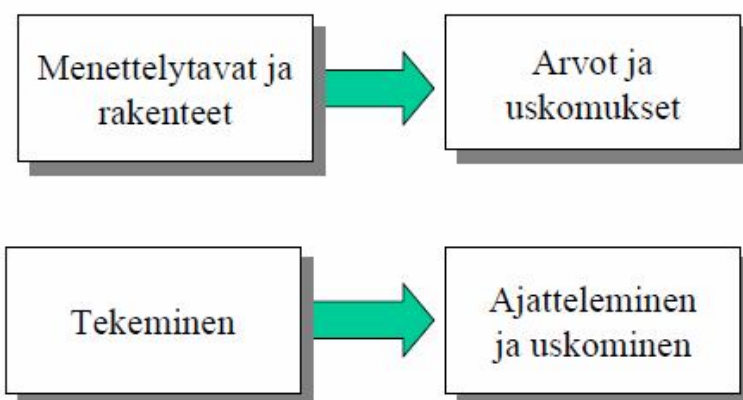 Menettelytavat ja
rakenteet
Arvot ja
uskomukset
Tekeminen
Ajatteleminen
ja uskominen